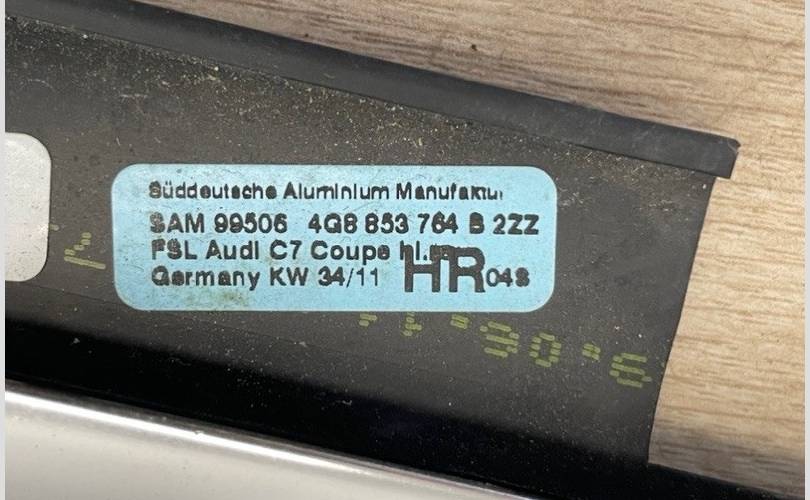 Süddeutsche Aluminium Manufaktur
SAM 99506 4G8 853 764 B 2ZZ
FSL Audi C7 Coupe hl.
Germany KW 34/11 HR 048